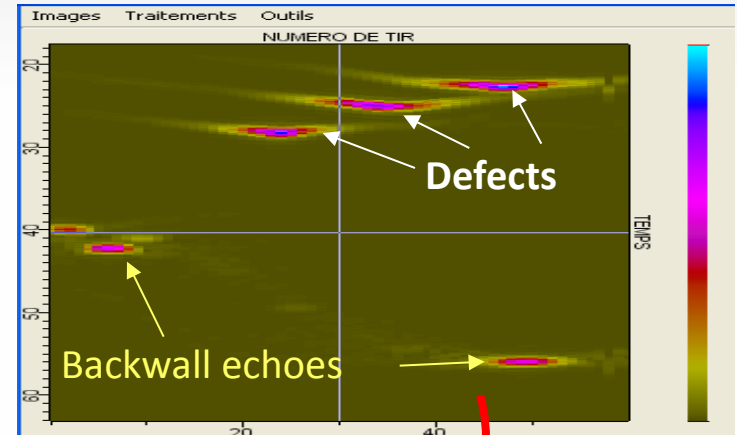 Images Traitements Outils
NUMERO DE TIR
20
30
Defects
40
TEMPS
50
Backwall echoes
60
20 40